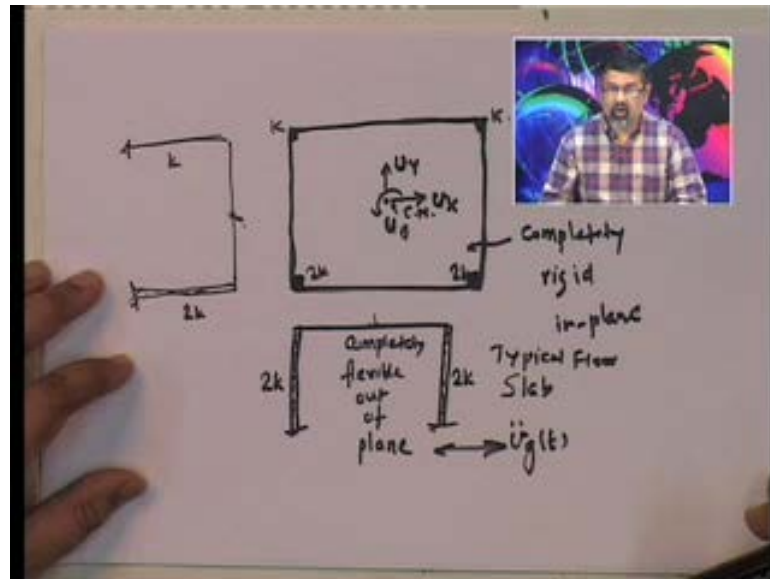 k
k.
k
uy
ux
C.M.
uθ
2k
2k
2k
Completely
rigid
in-plane
Completely
flexible
out
of
plane
2k
2k
Typical Floor
Slab
üg(t)